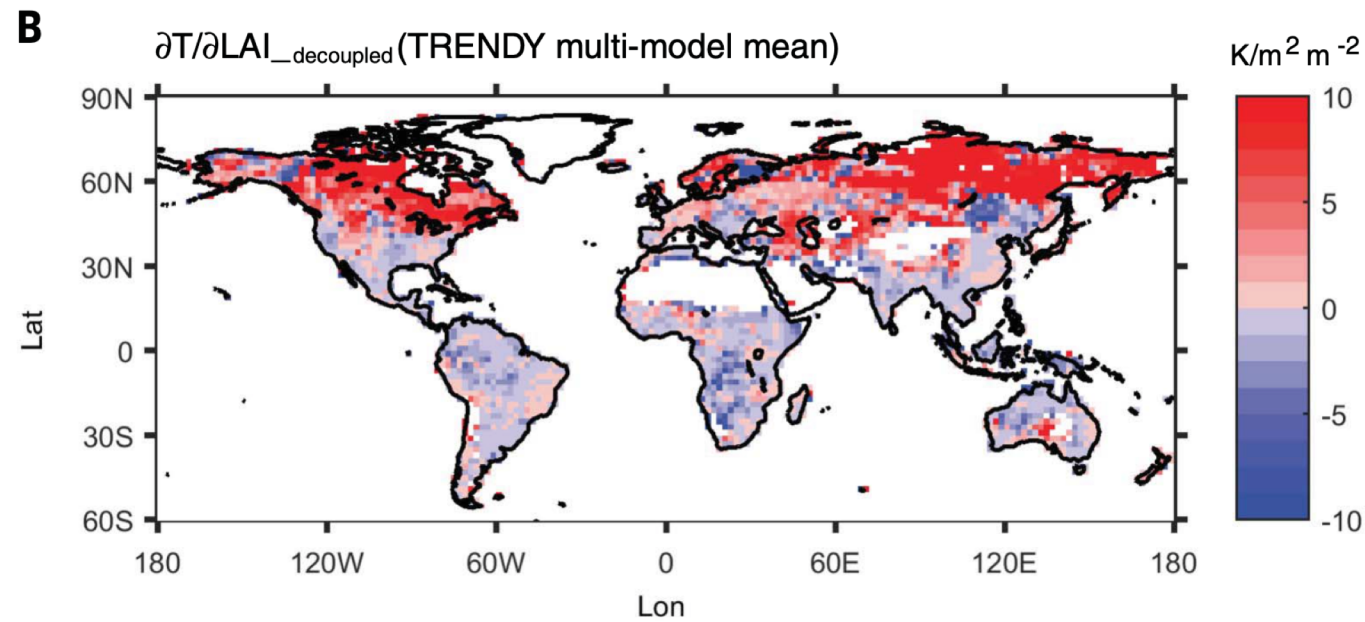 B
∂T/∂LAI_decoupled (TRENDY multi-model mean)
K/m2 m-2
90N
60N
30N
0
30S
60S
Lat
180
120W
60W
0
60E
120E
180
Lon
10
5
0
-5
-10